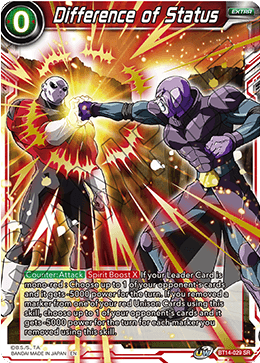 Difference of Status
EXTRA
0
Counter:Attack Spirit Boost X If your Leader Card is
mono-red : Choose up to 1 of your opponent's cards
and it gets -5000 power for the turn. If you removed a
marker from one of your red Unison Cards using this
skill, choose up to 1 of your opponent's cards
and it gets -5000 power for each marker you
removed using this skill.
©B.S./S., T.A.
BANDAI MADE IN JAPAN EN
UW
BT14-029 SR